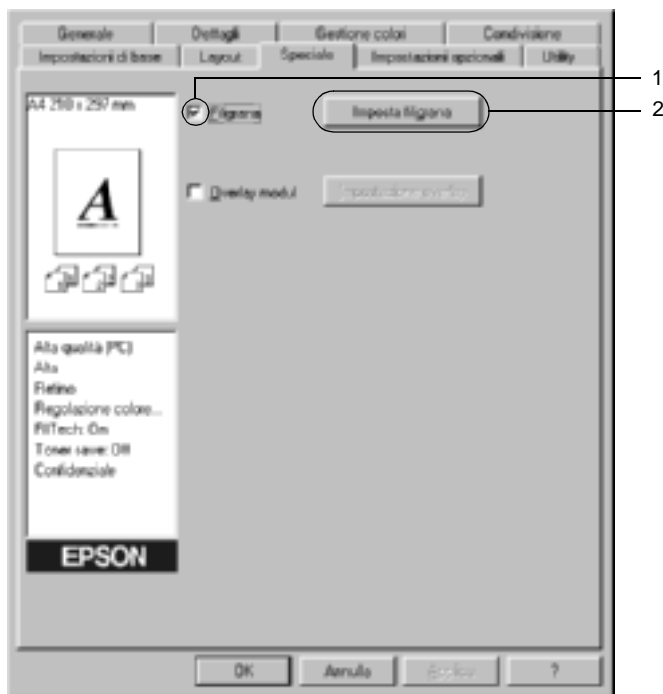 Generale Dettagli Gestione colori Condivisione
Impostazioni di base Layout Speciale Impostazioni opzionali Utility
1
A4 210 x 297 mm
Filigrana
Imposta filigrana
2
A
Overlay modul
Alta qualità (PC)
Alta
Retino
Regolazione colore...
RITech: On
Toner save: Off
Confidenziale
EPSON
OK Annulla Applica ?